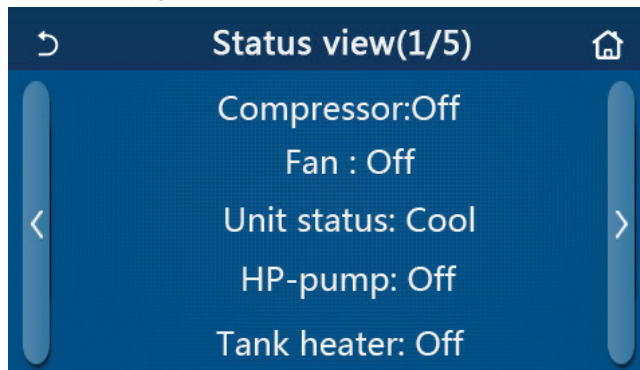 Status view(1/5)
Compressor:Off
Fan : Off
Unit status: Cool
HP-pump: Off
Tank heater: Off